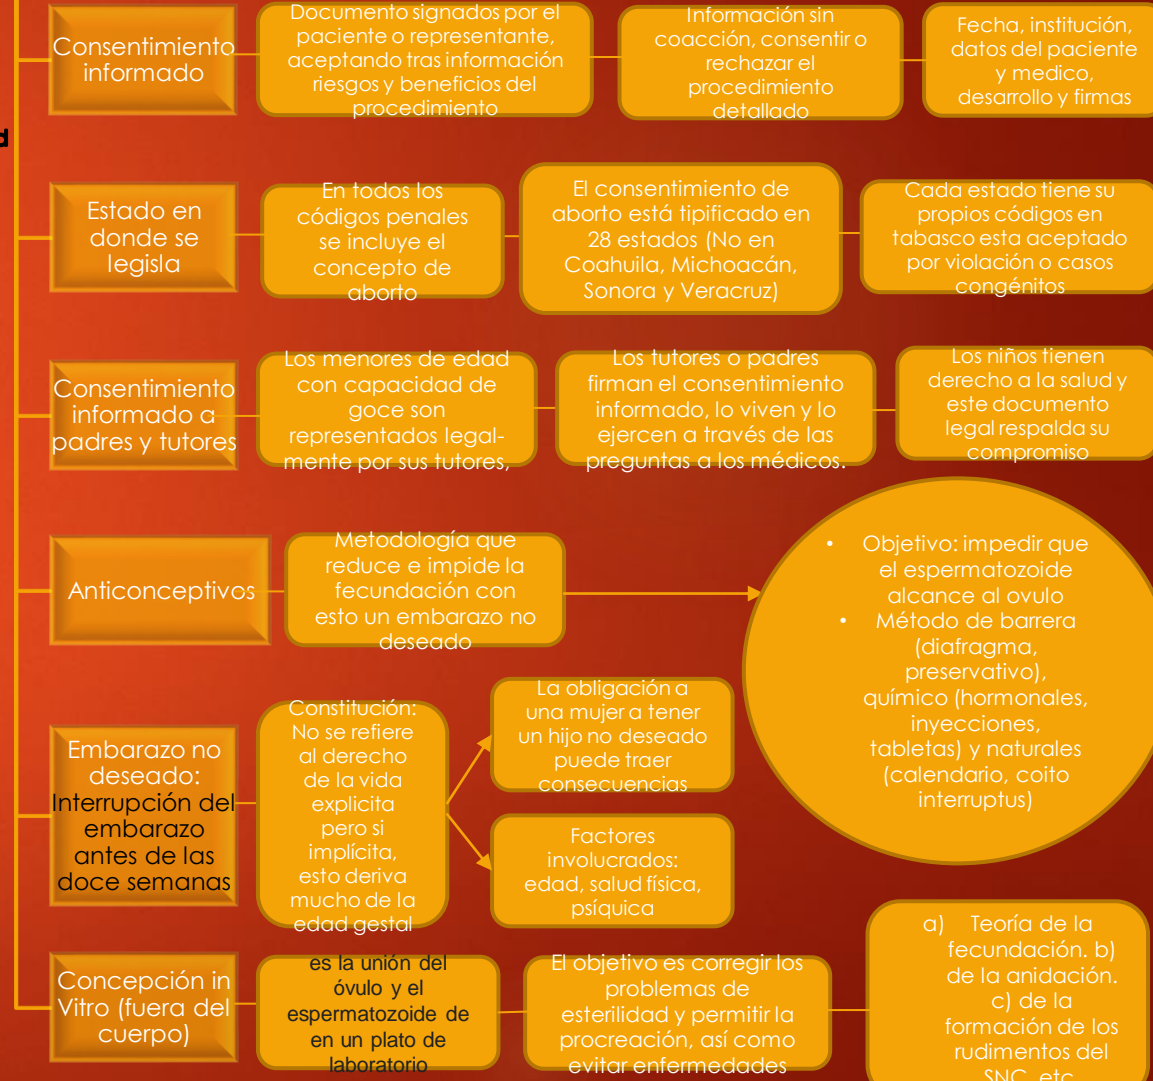 Consentimiento
informado
Documento signados por el
paciente o representante,
aceptando tras información
riesgos y beneficios del
procedimiento
Información sin
coacción, consentir o
rechazar el
procedimiento
detallado
Fecha, institución,
datos del paciente
y medico,
desarrollo y firmas
d
Estado en
donde se
legisla
En todos los
códigos penales
se incluye el
concepto de
aborto
El consentimiento de
aborto está tipificado en
28 estados (No en
Coahuila, Michoacán,
Sonora y Veracruz)
Cada estado tiene su
propios códigos en
tabasco esta aceptado
por violación o casos
congénitos
Consentimiento
informado a
padres y tutores
Los menores de edad
con capacidad de
goce son
representados legal-
mente por sus tutores,
Los tutores o padres
firman el consentimiento
informado, lo viven y lo
ejercen a través de las
preguntas a los médicos.
Los niños tienen
derecho a la salud y
este documento
legal respalda su
compromiso
Anticonceptivos
Metodología que
reduce e impide la
fecundación con
esto un embarazo no
deseado
• Objetivo: impedir que
el espermatozoide
alcance al ovulo
• Método de barrera
(diafragma,
preservativo),
químico (hormonales,
inyecciones,
tabletas) y naturales
(calendario, coito
interruptus)
Embarazo no
deseado:
Interrupción del
embarazo
antes de las
doce semanas
Constitución:
No se refiere
al derecho
de la vida
explicita
pero si
implícita,
esto deriva
mucho de la
edad gestal
La obligación a
una mujer a tener
un hijo no deseado
puede traer
consecuencias
Factores
involucrados:
edad, salud física,
psíquica
Concepción in
Vitro (fuera del
cuerpo)
es la unión del
óvulo y el
espermatozoide de
en un plato de
laboratorio
El objetivo es corregir los
problemas de
esterilidad y permitir la
procreación, así como
evitar enfermedades
a) Teoría de la
fecundación. b)
de la anidación.
c) de la
formación de los
rudimentos del
SNC, etc